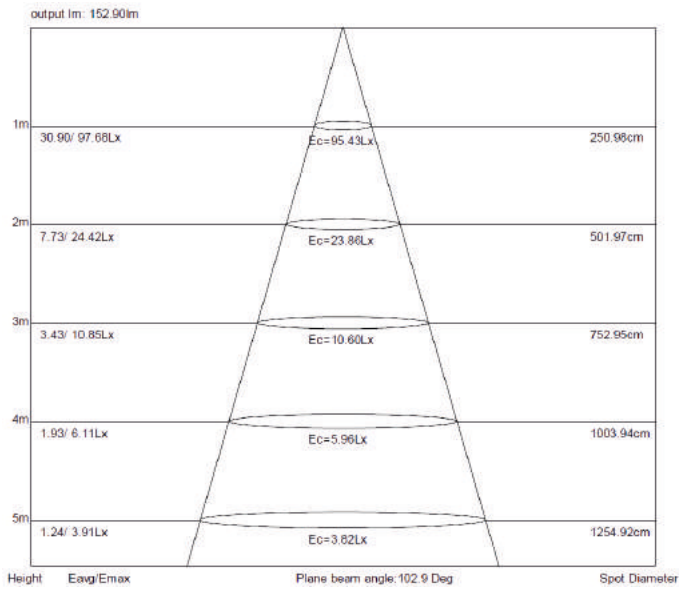 output lm: 152.90lm
1m
30.90/ 97.66Lx
Ec=95.43Lx
250.98cm
2m
7.73/ 24.42Lx
Ec=23.86Lx
501.97cm
3m
3.43/ 10.85Lx
Ec=10.60Lx
752.95cm
4m
1.93/ 6.11Lx
Ec=5.96Lx
1003.94cm
5m
1.24/ 3.91Lx
Ec=3.82Lx
1254.92cm
Height Eavg/Emax Plane beam angle:102.9 Deg Spot Diameter